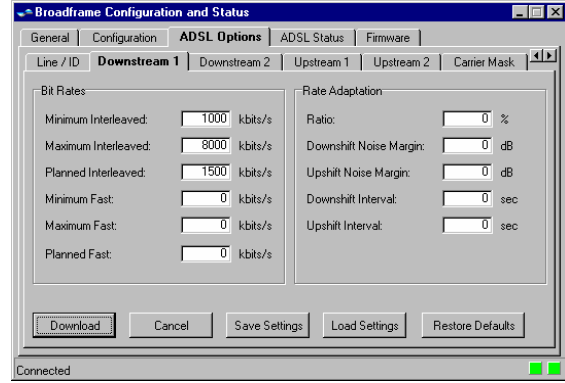 Broadframe Configuration and Status
General Configuration ADSL Options ADSL Status Firmware
Line / ID Downstream 1 Downstream 2 Upstream 1 Upstream 2 Carrier Mask
Bit Rates
Minimum Interleaved: 1000 kbits/s
Maximum Interleaved: 8000 kbits/s
Planned Interleaved: 1500 kbits/s
Minimum Fast: 0 kbits/s
Maximum Fast: 0 kbits/s
Planned Fast: 0 kbits/s
Rate Adaptation
Ratio: 0 %
Downshift Noise Margin: 0 dB
Upshift Noise Margin: 0 dB
Downshift Interval: 0 sec
Upshift Interval: 0 sec
Download Cancel Save Settings Load Settings Restore Defaults
Connected